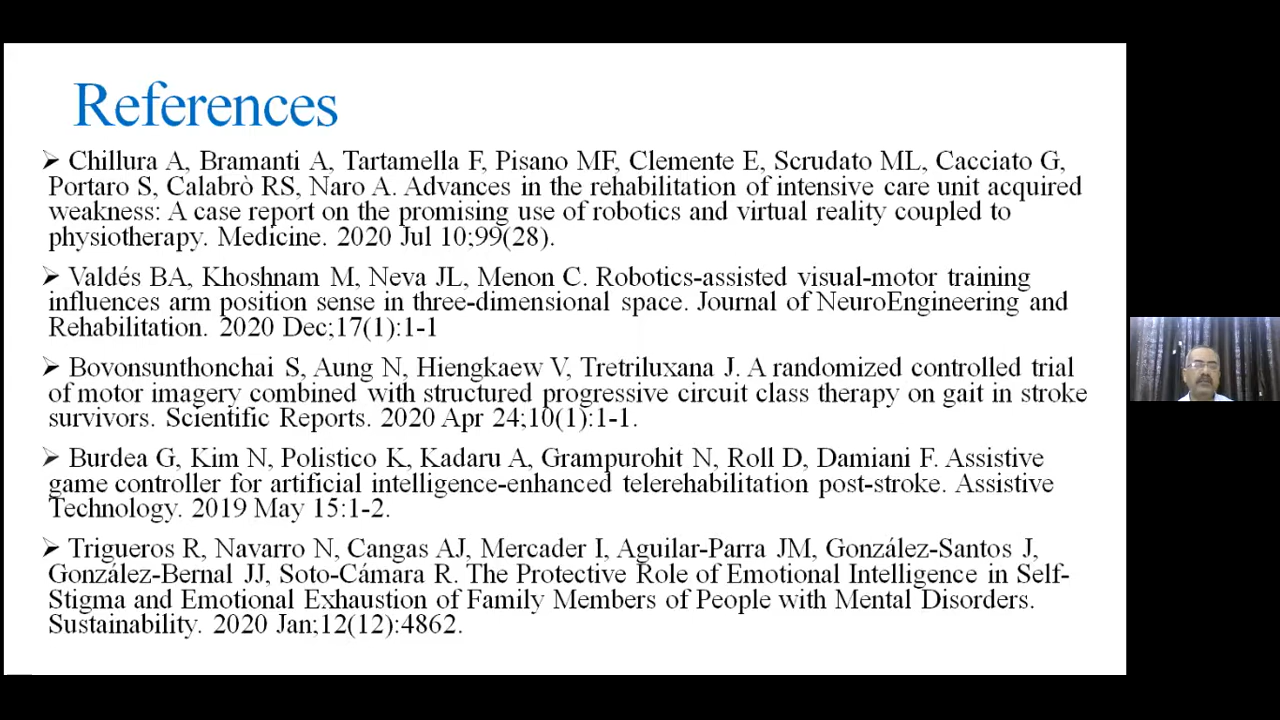 References
➢ Chillura A, Bramanti A, Tartamella F, Pisano MF, Clemente E, Scrudato ML, Cacciato G,
Portaro S, Calabrò RS, Naro A. Advances in the rehabilitation of intensive care unit acquired
weakness: A case report on the promising use of robotics and virtual reality coupled to
physiotherapy. Medicine. 2020 Jul 10;99(28).
➢ Valdés BA, Khoshnam M, Neva JL, Menon C. Robotics-assisted visual-motor training
influences arm position sense in three-dimensional space. Journal of NeuroEngineering and
Rehabilitation. 2020 Dec;17(1):1-1
➢ Bovonsunthonchai S, Aung N, Hiengkaew V, Tretriluxana J. A randomized controlled trial
of motor imagery combined with structured progressive circuit class therapy on gait in stroke
survivors. Scientific Reports. 2020 Apr 24;10(1):1-1.
➢ Burdea G, Kim N, Polistico K, Kadaru A, Grampurohit N, Roll D, Damiani F. Assistive
game controller for artificial intelligence-enhanced telerehabilitation post-stroke. Assistive
Technology. 2019 May 15:1-2.
➢ Trigueros R, Navarro N, Cangas AJ, Mercader I, Aguilar-Parra JM, González-Santos J,
González-Bernal JJ, Soto-Cámara R. The Protective Role of Emotional Intelligence in Self-
Stigma and Emotional Exhaustion of Family Members of People with Mental Disorders.
Sustainability. 2020 Jan;12(12):4862.